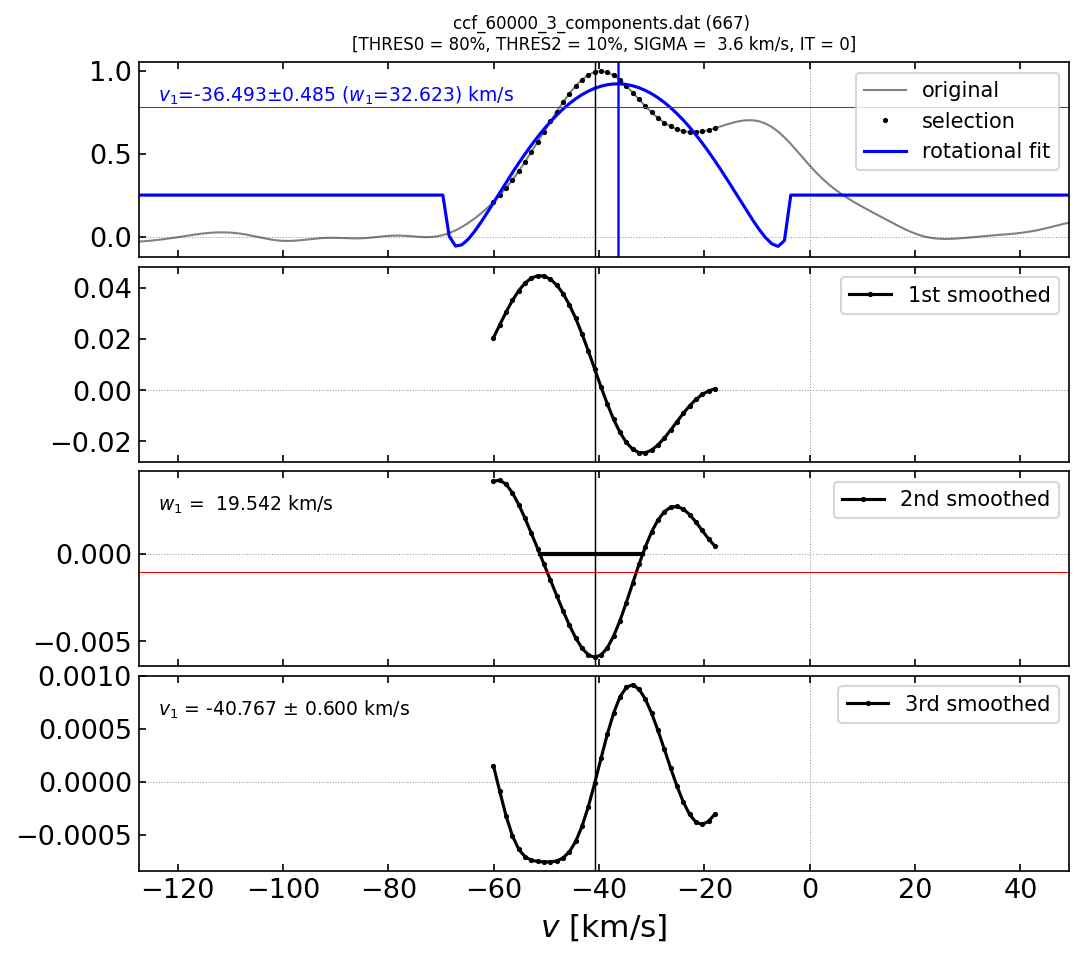 ccf_60000_3_components.dat (667)
[THRES0 = 80%, THRES2 = 10%, SIGMA =  3.6 km/s, IT = 0]
1.0
0.5
0.0
v₁=-36.493±0.485 (w₁=32.623) km/s
original
selection
rotational fit
0.04
0.02
0.00
−0.02
1st smoothed
0.000
−0.005
w₁ =  19.542 km/s
2nd smoothed
0.0010
0.0005
0.0000
−0.0005
v₁ = -40.767 ± 0.600 km/s
3rd smoothed
−120 −100 −80 −60 −40 −20 0 20 40
v [km/s]